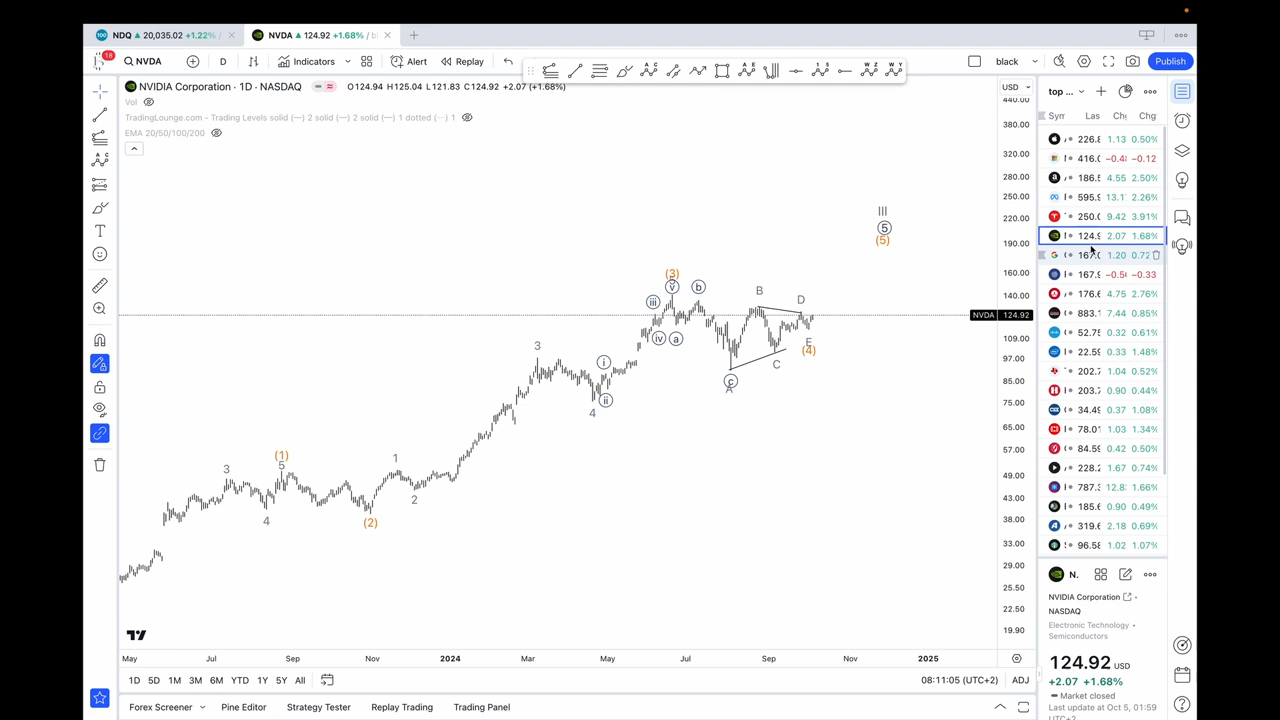 NDQ ▲ 20,035.02 +1.22% /
NVDA ▲ 124.92 +1.68% / bl
18
NVDA
D
Indicators
Alert
Replay
black
Publish
NVIDIA Corporation · 1D · NASDAQ O124.94 H125.04 L121.83 C124.92 +2.07 (+1.68%)
Vol
TradingLounge.com - Trading Levels solid (—) 2 solid (—) 2 solid (—) 1 dotted (···) 1
EMA 20/50/100/200
USD
440.00
380.00
320.00
280.00
250.00
220.00
190.00
160.00
140.00
NVDA 124.92
109.00
97.00
85.00
75.00
65.00
57.00
49.00
43.00
38.00
33.00
29.00
25.50
22.50
19.90
III
5
(5)
(3)
v
b
iii
iv
a
B
D
E
(4)
C
c
A
3
i
ii
4
(1)
5
3
4
1
2
(2)
May
Jul
Sep
Nov
2024
Mar
May
Jul
Sep
Nov
2025
1D 5D 1M 3M 6M YTD 1Y 5Y All
08:11:05 (UTC+2)
ADJ
Forex Screener
Pine Editor
Strategy Tester
Replay Trading
Trading Panel
top ...
Sym Las Chg Chg
226.8 1.13 0.50%
416.0 −0.48 −0.12
186.5 4.55 2.50%
595.9 13.17 2.26%
250.0 9.42 3.91%
124.9 2.07 1.68%
167.0 1.20 0.72
167.9 −0.56 −0.33
176.6 4.75 2.76%
883.1 7.44 0.85%
52.75 0.32 0.61%
22.59 0.33 1.48%
202.7 1.04 0.52%
203.7 0.90 0.44%
34.49 0.37 1.08%
78.01 1.03 1.34%
84.59 0.42 0.50%
228.2 1.67 0.74%
787.3 12.8 1.66%
185.6 0.90 0.49%
319.6 2.18 0.69%
96.58 1.02 1.07%
N.
NVIDIA Corporation
NASDAQ
Electronic Technology •
Semiconductors
124.92 USD
+2.07 +1.68%
Market closed
Last update at Oct 5, 01:59
UTC+2